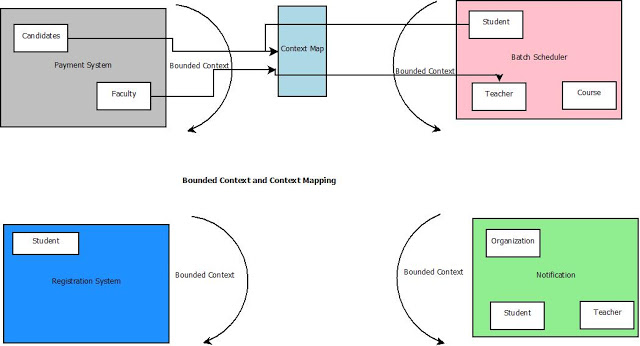 Candidates
Payment System
Faculty
Bounded Context
Context Map
Bounded Context
Student
Batch Scheduler
Teacher
Course
Bounded Context and Context Mapping
Student
Registration System
Bounded Context
Bounded Context
Organization
Notification
Student
Teacher